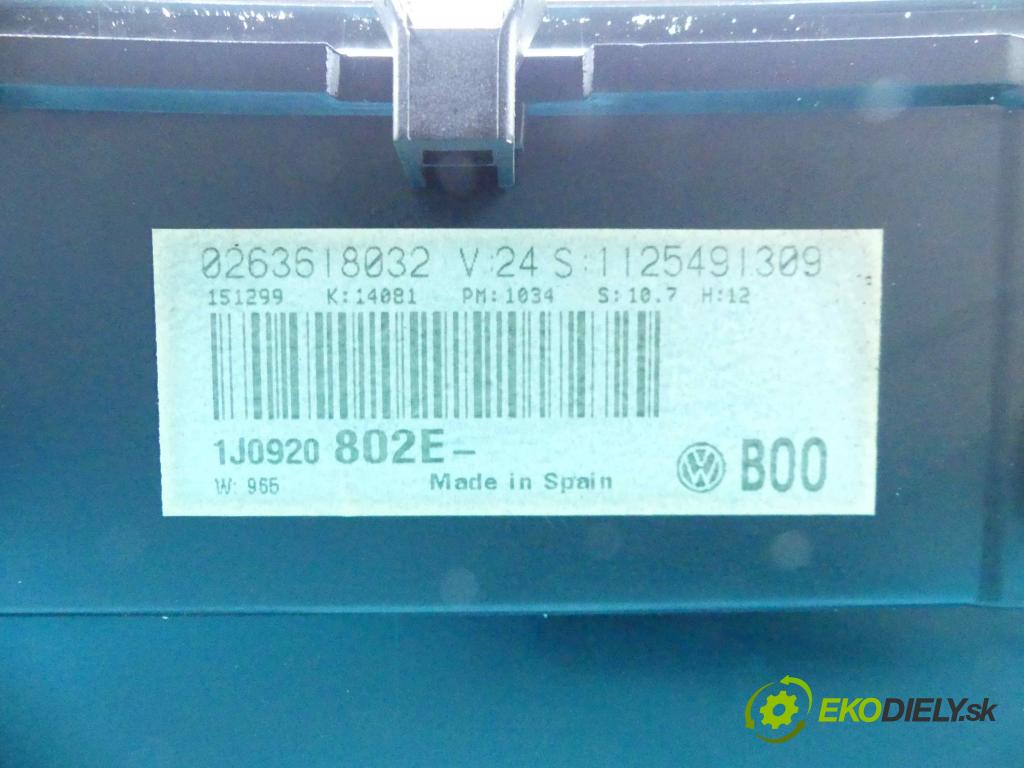 0263618032 V:24 S:1125491309
151299 K:14081 PM:1034 S:10.7 H:12
1J0920 802E-
W: 965 Made in Spain B00
EKODIELY.sk